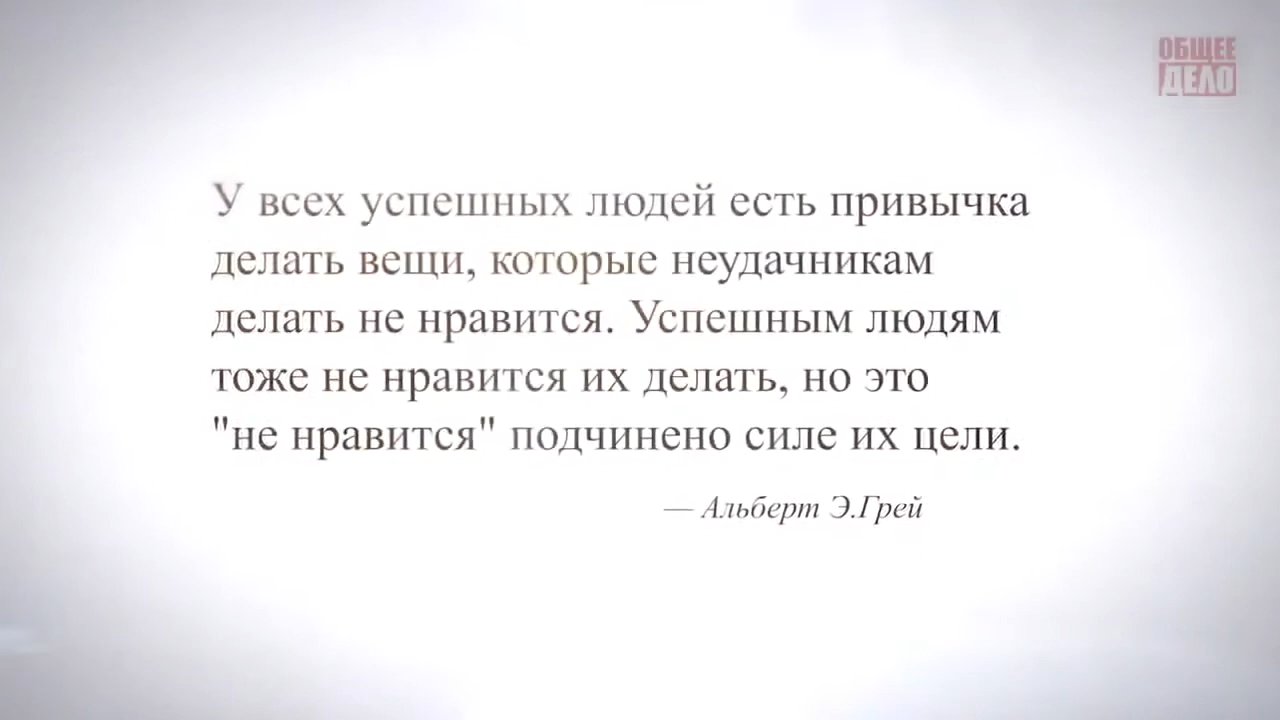 ОБЩЕЕ
ДЕЛО
У всех успешных людей есть привычка
делать вещи, которые неудачникам
делать не нравится. Успешным людям
тоже не нравится их делать, но это
"не нравится" подчинено силе их цели.
— Альберт Э.Грей